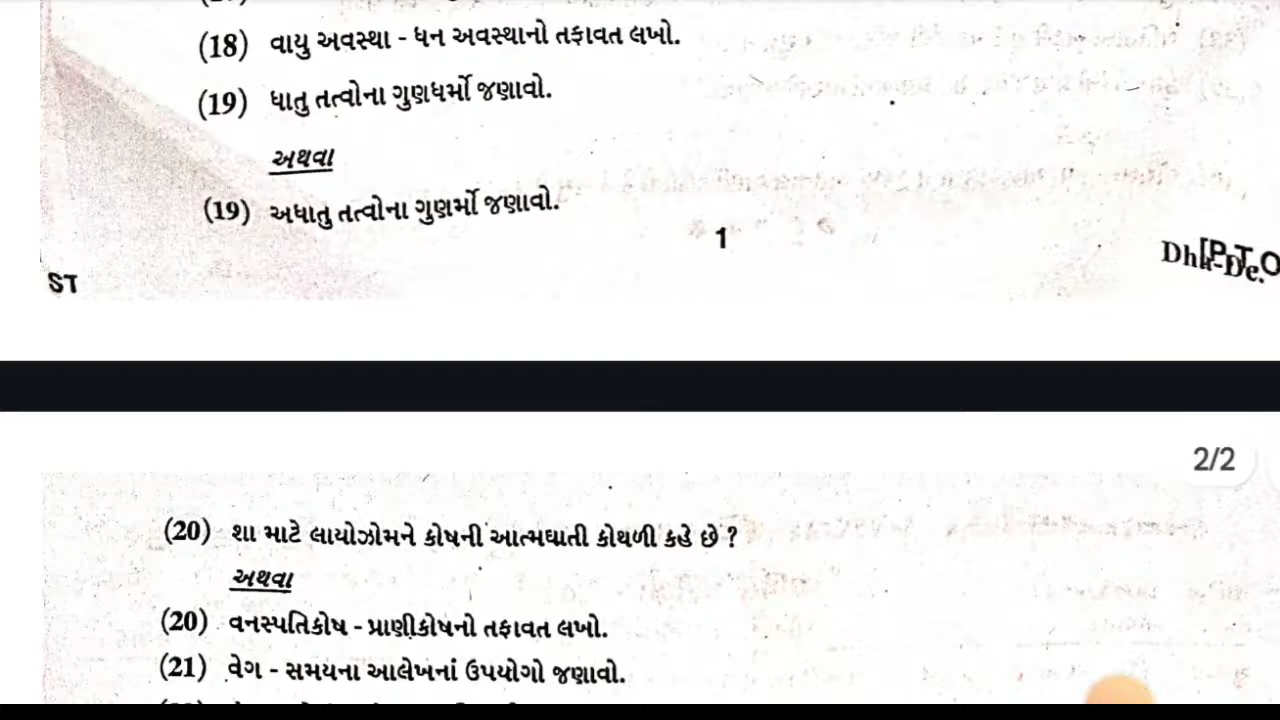 (18) વાયુ અવસ્થા - ધન અવસ્થાનો તફાવત લખો.
(19) ધાતુ તત્વોના ગુણધર્મો જણાવો.
અથવા
(19) અધાતુ તત્વોના ગુણર્મો જણાવો.
1
ST
2/2
(20) શા માટે લાયોઝોમને કોષની આત્મઘાતી કોથળી કહે છે ?
અથવા
(20) વનસ્પતિકોષ - પ્રાણીકોષનો તફાવત લખો.
(21) વેગ - સમયના આલેખનાં ઉપયોગો જણાવો.